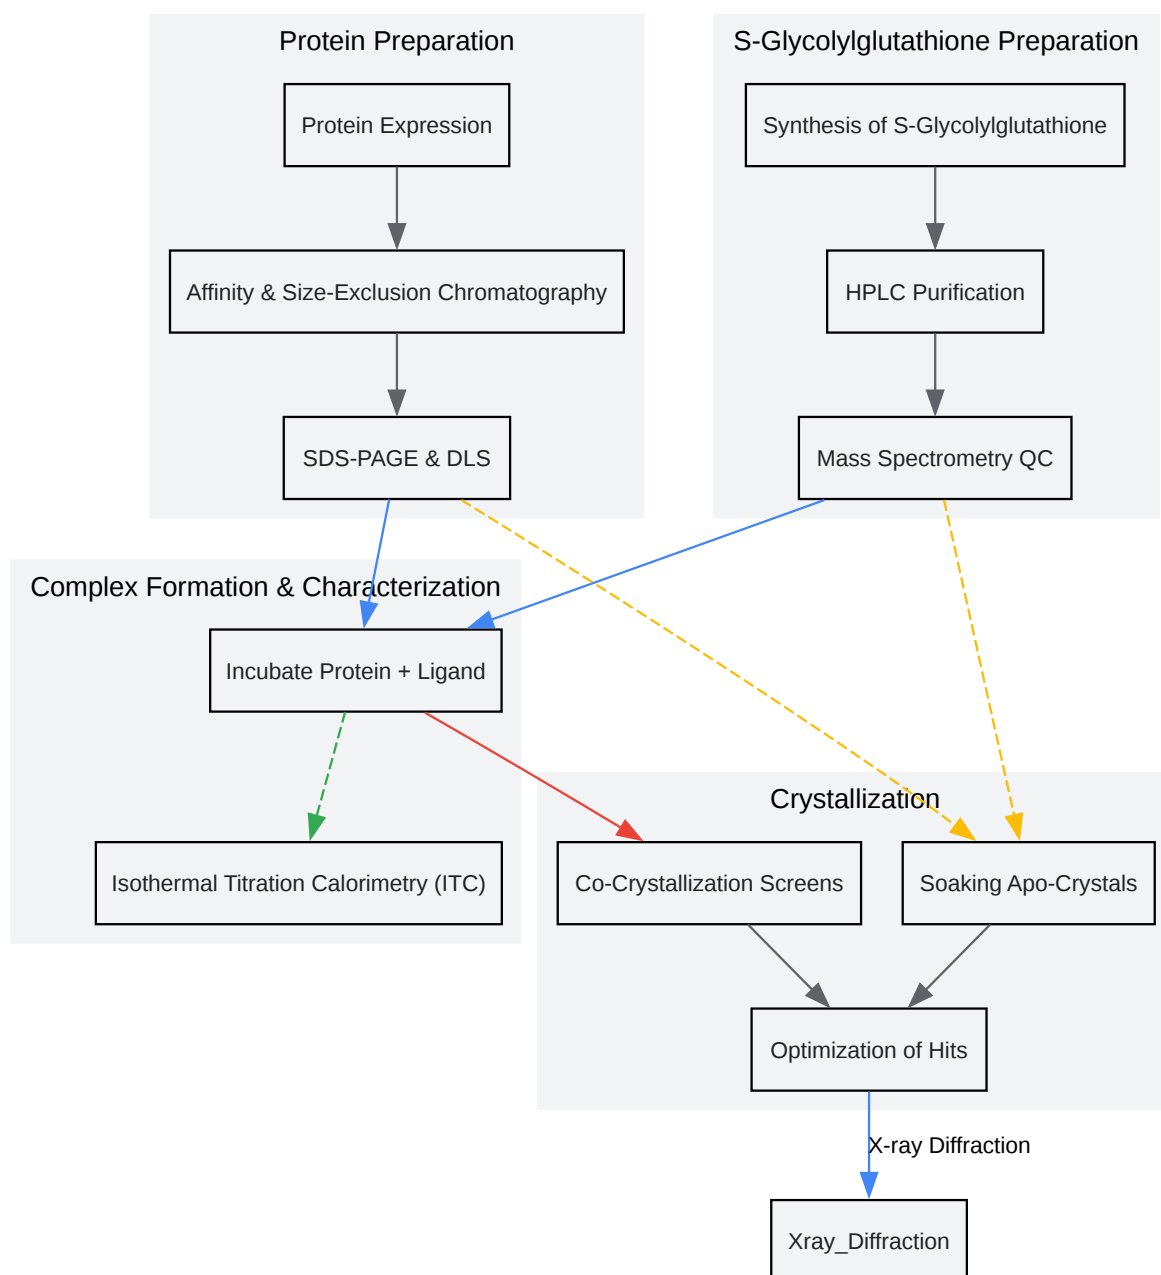 Protein Preparation
S-Glycolylglutathione Preparation
Protein Expression
Synthesis of S-Glycolylglutathione
Affinity & Size-Exclusion Chromatography
HPLC Purification
SDS-PAGE & DLS
Mass Spectrometry QC
Complex Formation & Characterization
Incubate Protein + Ligand
Crystallization
Isothermal Titration Calorimetry (ITC)
Co-Crystallization Screens
Soaking Apo-Crystals
Optimization of Hits
X-ray Diffraction
Xray_Diffraction